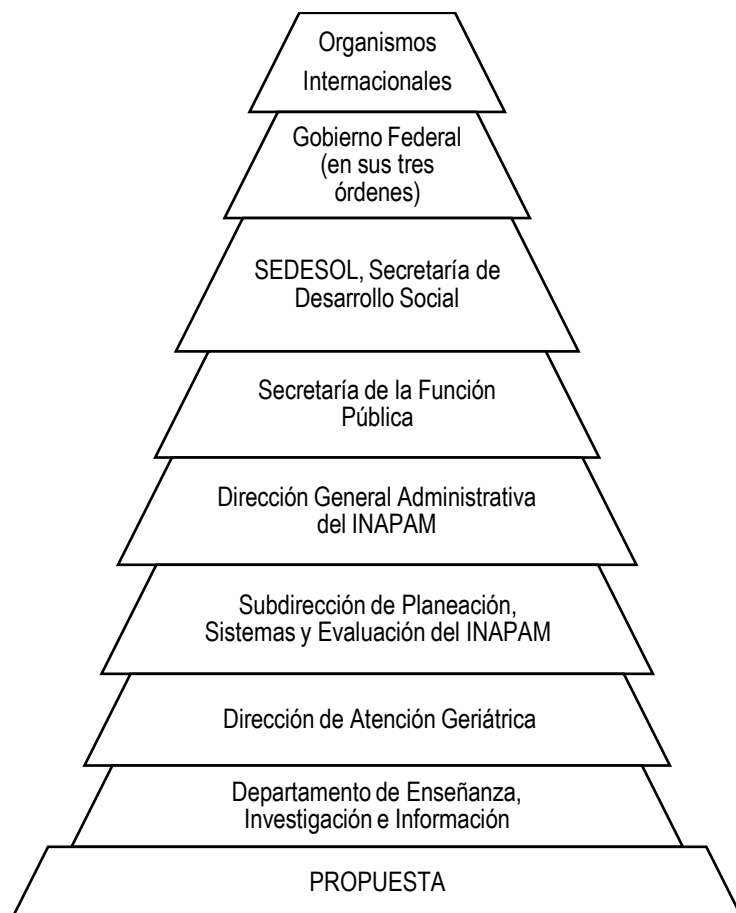 Organismos
Internacionales
Gobierno Federal
(en sus tres
órdenes)
SEDESOL, Secretaría de
Desarrollo Social
Secretaría de la Función
Pública
Dirección General Administrativa
del INAPAM
Subdirección de Planeación,
Sistemas y Evaluación del INAPAM
Dirección de Atención Geriátrica
Departamento de Enseñanza,
Investigación e Información
PROPUESTA